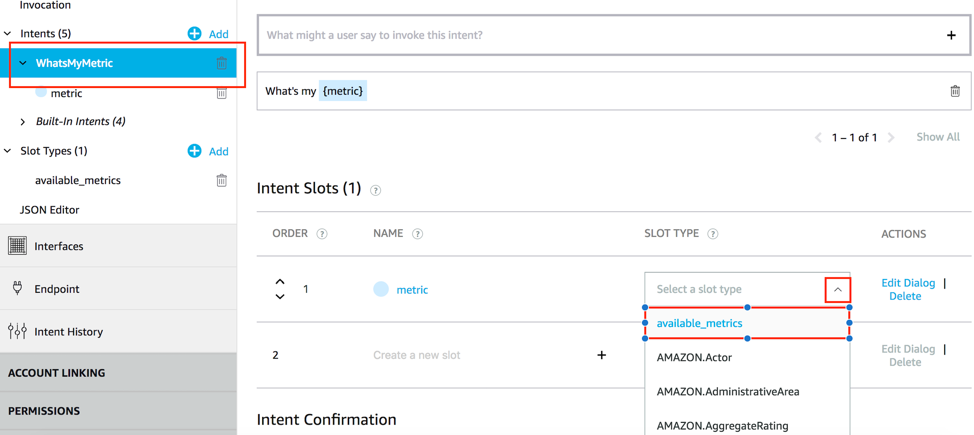 Invocation
Intents (5)
Add
WhatsMyMetric
metric
Built-In Intents (4)
Slot Types (1)
Add
available_metrics
JSON Editor
Interfaces
Endpoint
Intent History
ACCOUNT LINKING
PERMISSIONS
What might a user say to invoke this intent?
What's my {metric}
1 – 1 of 1
Show All
Intent Slots (1) ?
ORDER ? NAME ? SLOT TYPE ? ACTIONS
1 metric Select a slot type Edit Dialog |
Delete
available_metrics
2 Create a new slot Edit Dialog |
Delete
AMAZON.Actor
AMAZON.AdministrativeArea
AMAZON.AggregateRating
Intent Confirmation